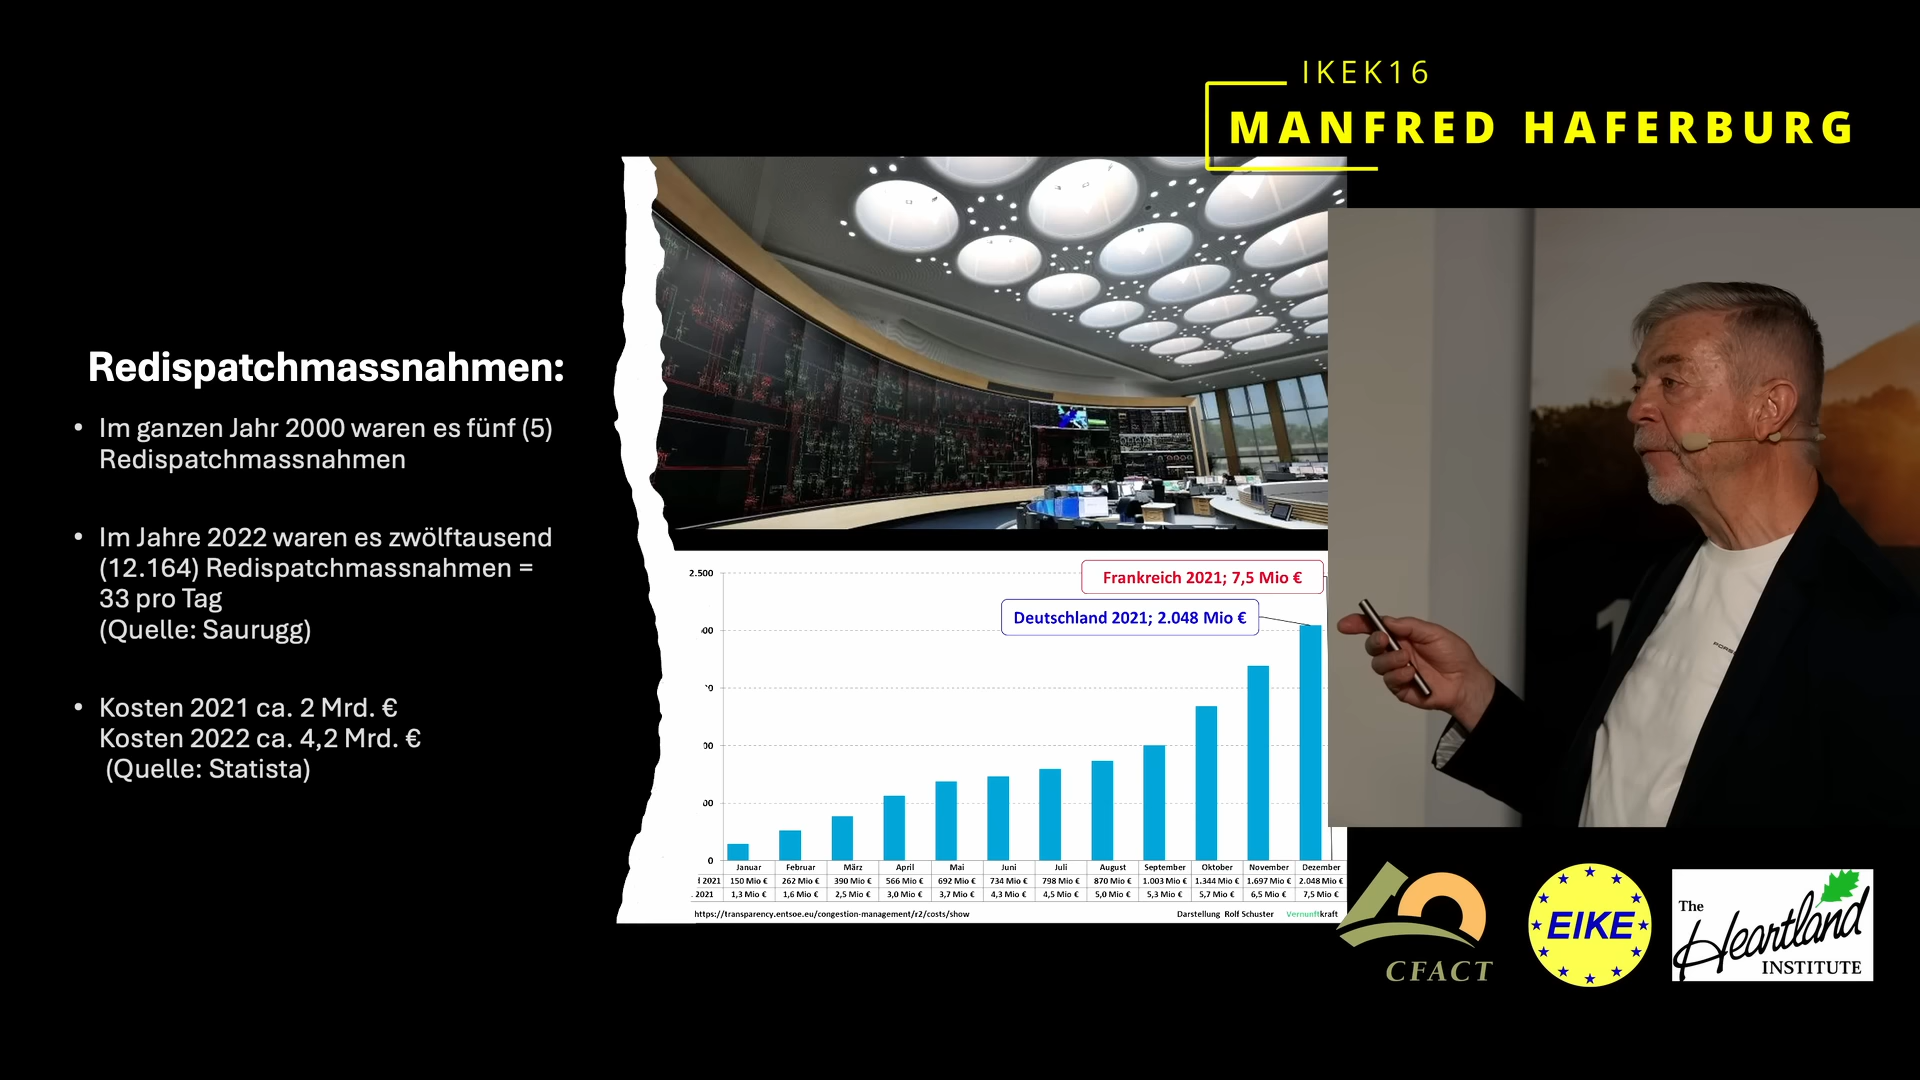 IKEK16
MANFRED HAFERBURG
Redispatchmassnahmen:
• Im ganzen Jahr 2000 waren es fünf (5)
Redispatchmassnahmen
• Im Jahre 2022 waren es zwölftausend
(12.164) Redispatchmassnahmen =
33 pro Tag
(Quelle: Saurugg)
• Kosten 2021 ca. 2 Mrd. €
Kosten 2022 ca. 4,2 Mrd. €
(Quelle: Statista)
2.500
Frankreich 2021; 7,5 Mio €
Deutschland 2021; 2.048 Mio €
0
Januar Februar März April Mai Juni Juli August September Oktober November Dezember
2021 150 Mio € 262 Mio € 390 Mio € 566 Mio € 692 Mio € 734 Mio € 798 Mio € 870 Mio € 1.003 Mio € 1.344 Mio € 1.697 Mio € 2.048 Mio €
2021 1,3 Mio € 1,6 Mio € 2,5 Mio € 3,0 Mio € 3,7 Mio € 4,3 Mio € 4,5 Mio € 5,0 Mio € 5,3 Mio € 5,7 Mio € 6,5 Mio € 7,5 Mio €
https://transparency.entsoe.eu/congestion-management/r2/costs/show Darstellung Rolf Schuster Vernunftkraft
CFACT
EIKE
The
Heartland
INSTITUTE